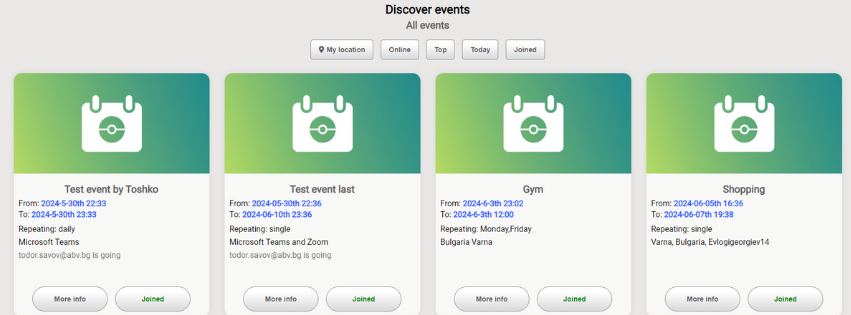 Discover events
All events
My location
Online
Top
Today
Joined
Test event by Toshko
From: 2024-5-30th 22:33
To: 2024-5-30th 23:33
Repeating: daily
Microsoft Teams
todor.savov@abv.bg is going
More info
Joined
Test event last
From: 2024-05-30th 22:36
To: 2024-06-10th 23:36
Repeating: single
Microsoft Teams and Zoom
todor.savov@abv.bg is going
More info
Joined
Gym
From: 2024-6-3th 23:02
To: 2024-6-3th 12:00
Repeating: Monday,Friday
Bulgaria Varna
More info
Joined
Shopping
From: 2024-06-05th 16:36
To: 2024-06-07th 19:38
Repeating: single
Varna, Bulgaria, Evlogigeorgiev14
More info
Joined